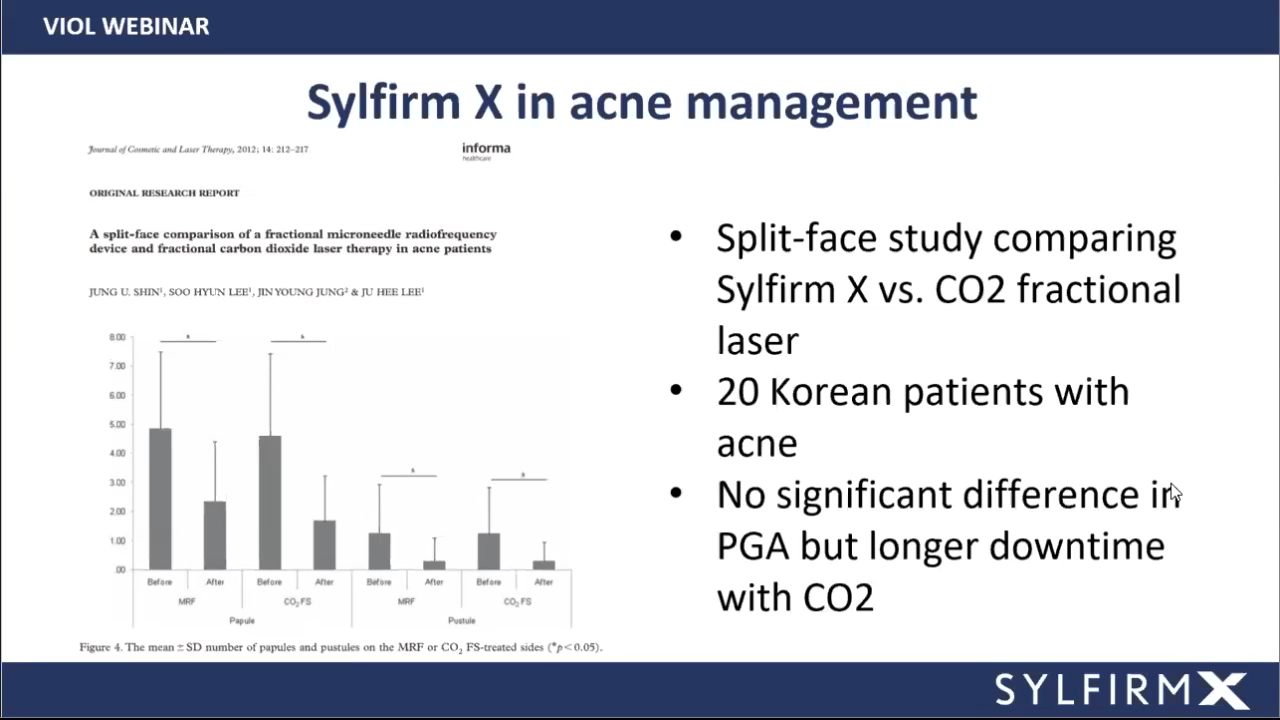 VIOL WEBINAR
Sylfirm X in acne management
Journal of Cosmetic and Laser Therapy, 2012; 14: 212–217
informa
healthcare
ORIGINAL RESEARCH REPORT
A split-face comparison of a fractional microneedle radiofrequency
device and fractional carbon dioxide laser therapy in acne patients
JUNG U. SHIN¹, SOO HYUN LEE¹, JIN YOUNG JUNG² & JU HEE LEE¹
8.00
7.00
6.00
5.00
4.00
3.00
2.00
1.00
.00
* * * *
Before After Before After Before After Before After
MRF CO₂ FS MRF CO₂ FS
Papule Pustule
Figure 4. The mean ± SD number of papules and pustules on the MRF or CO₂ FS-treated sides (*p<0.05).
• Split-face study comparing
Sylfirm X vs. CO2 fractional
laser
• 20 Korean patients with
acne
• No significant difference in
PGA but longer downtime
with CO2
SYLFIRM X